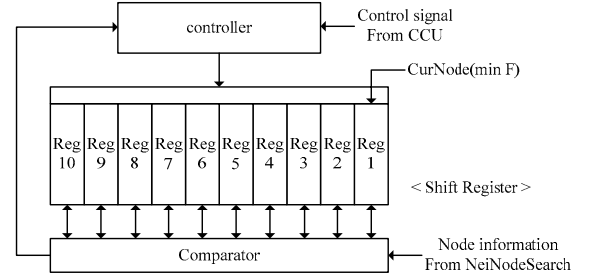 controller
Control signal
From CCU
CurNode(min F)
Reg Reg Reg Reg Reg Reg Reg Reg Reg Reg
10 9 8 7 6 5 4 3 2 1
< Shift Register >
Comparator
Node information
From NeiNodeSearch